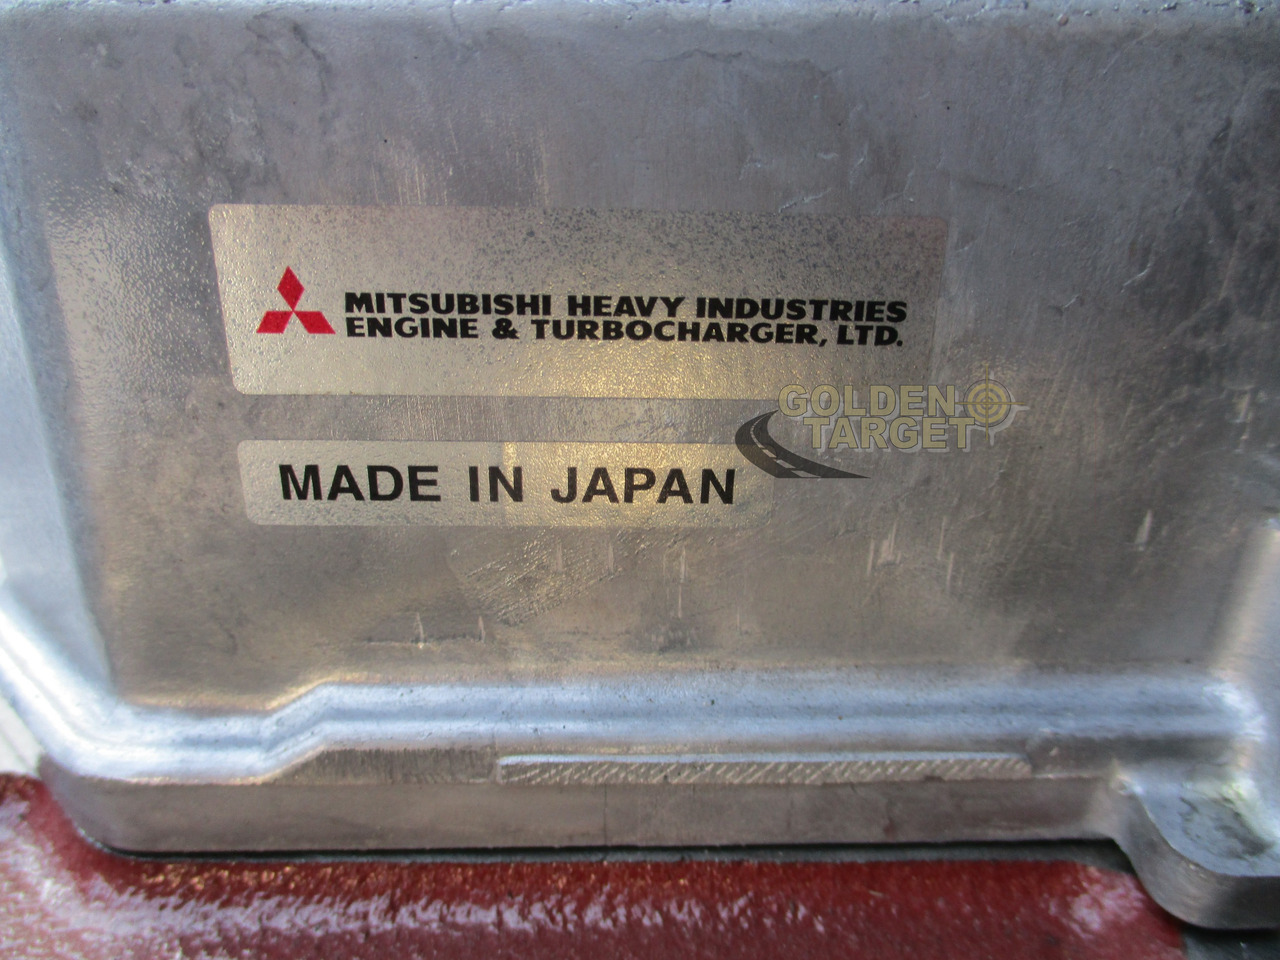 MITSUBISHI HEAVY INDUSTRIES
ENGINE & TURBOCHARGER, LTD.
GOLDEN
TARGET
MADE IN JAPAN